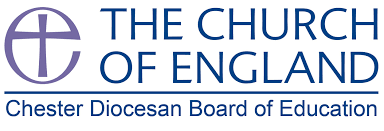 THE CHURCH
OF ENGLAND
Chester Diocesan Board of Education